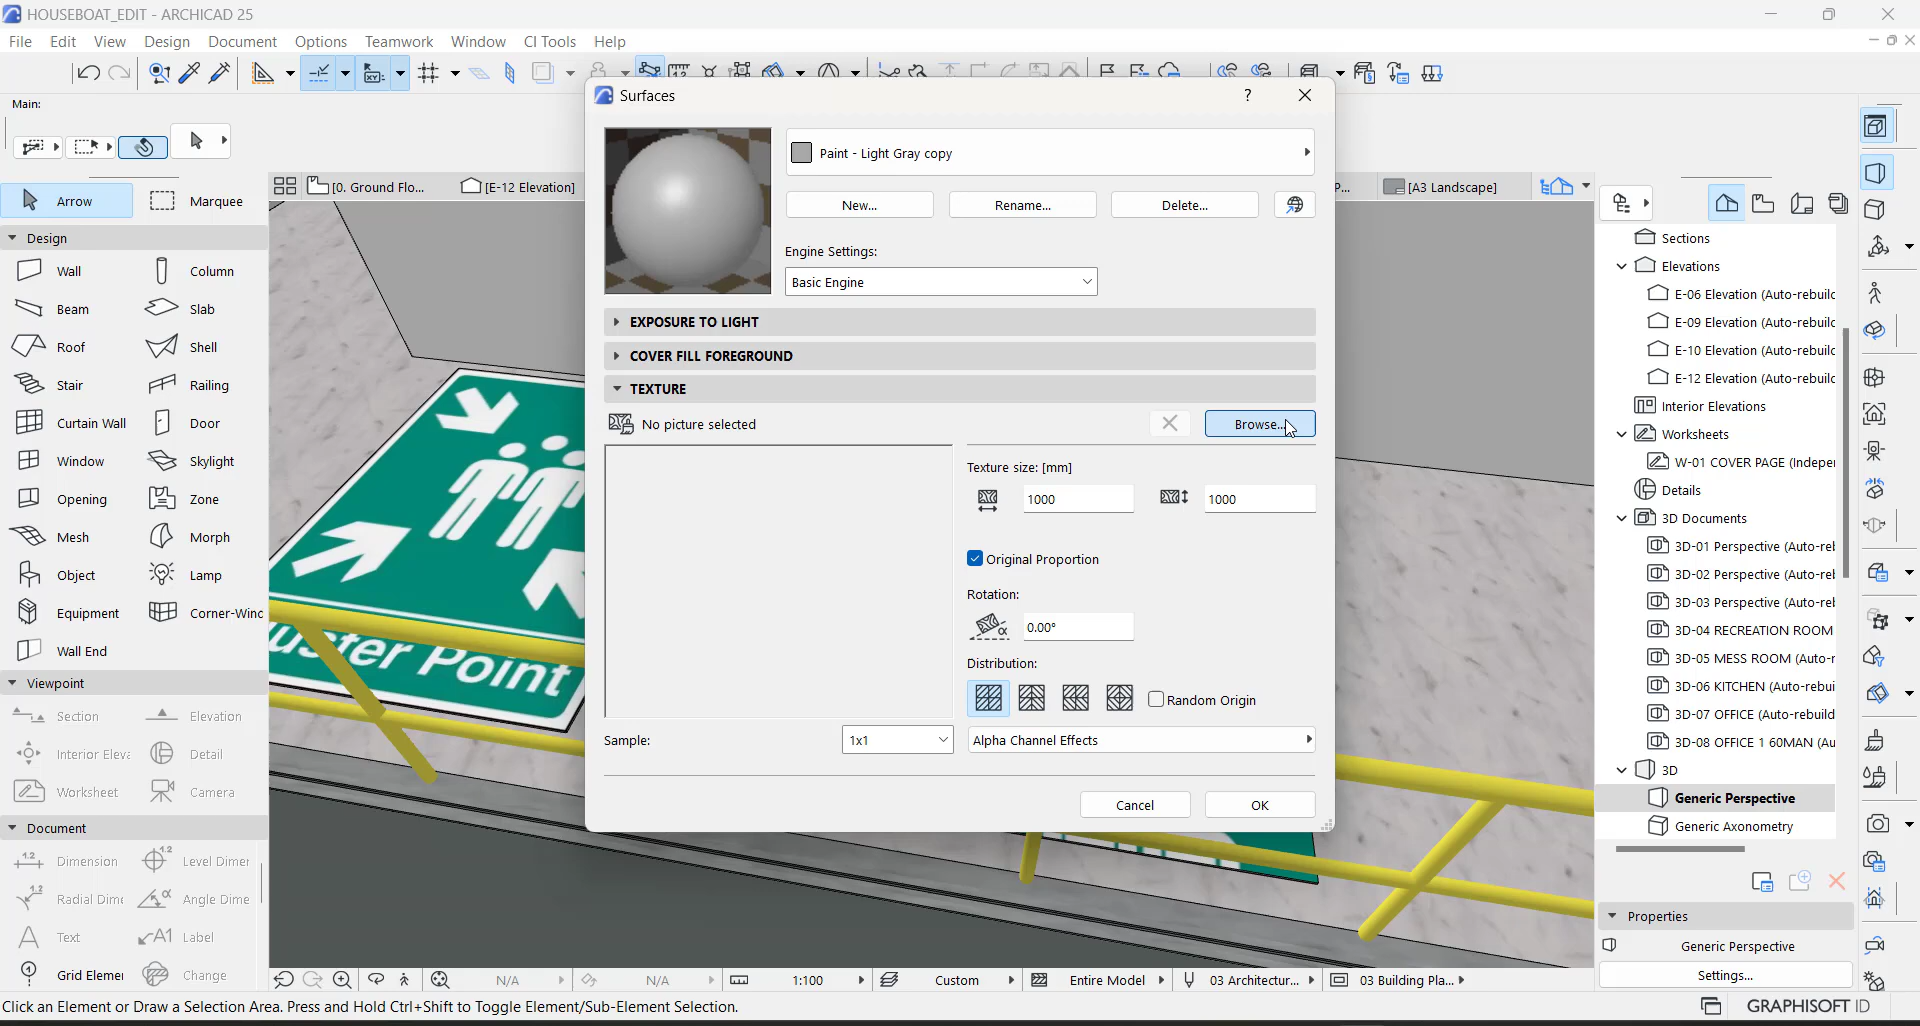 HOUSEBOAT_EDIT - ARCHICAD 25
File Edit View Design Document Options Teamwork Window CI Tools Help
Main:
Arrow Marquee
Design
Wall Column
Beam Slab
Roof Shell
Stair Railing
Curtain Wall Door
Window Skylight
Opening Zone
Mesh Morph
Object Lamp
Equipment Corner-Wind
Wall End
Viewpoint
Section Elevation
Interior Eleva Detail
Worksheet Camera
Document
Dimension Level Dimer
Radial Dime Angle Dime
Text Label
Grid Elemer Change
[0. Ground Flo... [E-12 Elevation] P... [A3 Landscape]
uster Point
Surfaces
Paint - Light Gray copy
New... Rename... Delete...
Engine Settings:
Basic Engine
EXPOSURE TO LIGHT
COVER FILL FOREGROUND
TEXTURE
No picture selected Browse...
Texture size: [mm]
1000 1000
Original Proportion
Rotation:
0.00°
Distribution:
Random Origin
Sample: 1x1 Alpha Channel Effects
Cancel OK
Sections
Elevations
E-06 Elevation (Auto-rebuilc
E-09 Elevation (Auto-rebuilc
E-10 Elevation (Auto-rebuilc
E-12 Elevation (Auto-rebuilc
Interior Elevations
Worksheets
W-01 COVER PAGE (Indeper
Details
3D Documents
3D-01 Perspective (Auto-rel
3D-02 Perspective (Auto-rel
3D-03 Perspective (Auto-rel
3D-04 RECREATION ROOM
3D-05 MESS ROOM (Auto-r
3D-06 KITCHEN (Auto-rebui
3D-07 OFFICE (Auto-rebuild
3D-08 OFFICE 1 60MAN (Au
3D
Generic Perspective
Generic Axonometry
Properties
Generic Perspective
Settings...
N/A N/A 1:100 Custom Entire Model 03 Architectur... 03 Building Pla...
Click an Element or Draw a Selection Area. Press and Hold Ctrl+Shift to Toggle Element/Sub-Element Selection.
GRAPHISOFT ID